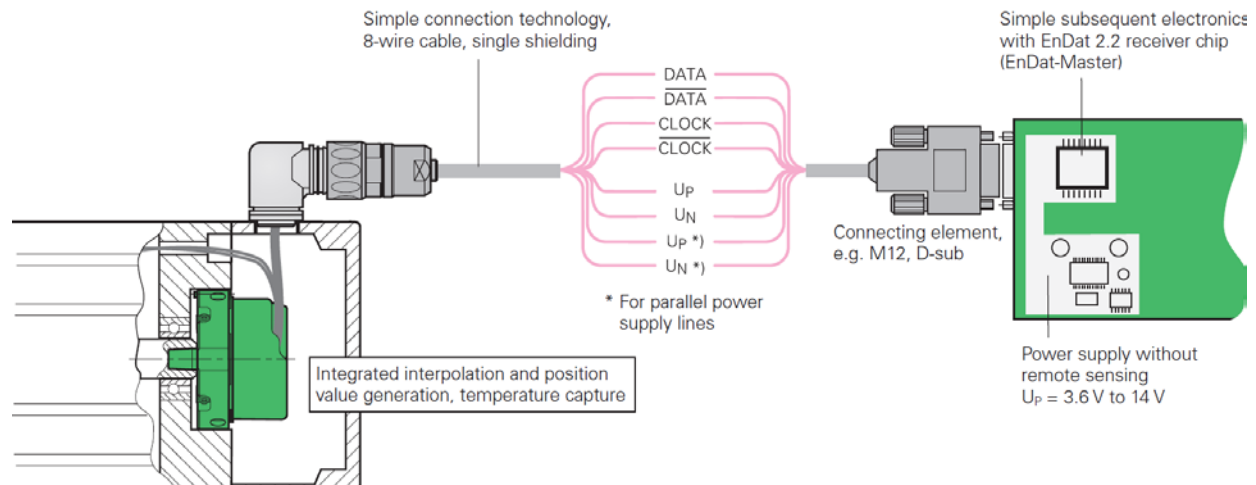 Simple connection technology,
8-wire cable, single shielding
Simple subsequent electronics
with EnDat 2.2 receiver chip
(EnDat-Master)
DATA
D̅A̅T̅A̅
CLOCK
C̅L̅O̅C̅K̅
UP
UN
UP *)
UN *)
* For parallel power
supply lines
Connecting element,
e.g. M12, D-sub
Integrated interpolation and position
value generation, temperature capture
Power supply without
remote sensing
UP = 3.6 V to 14 V